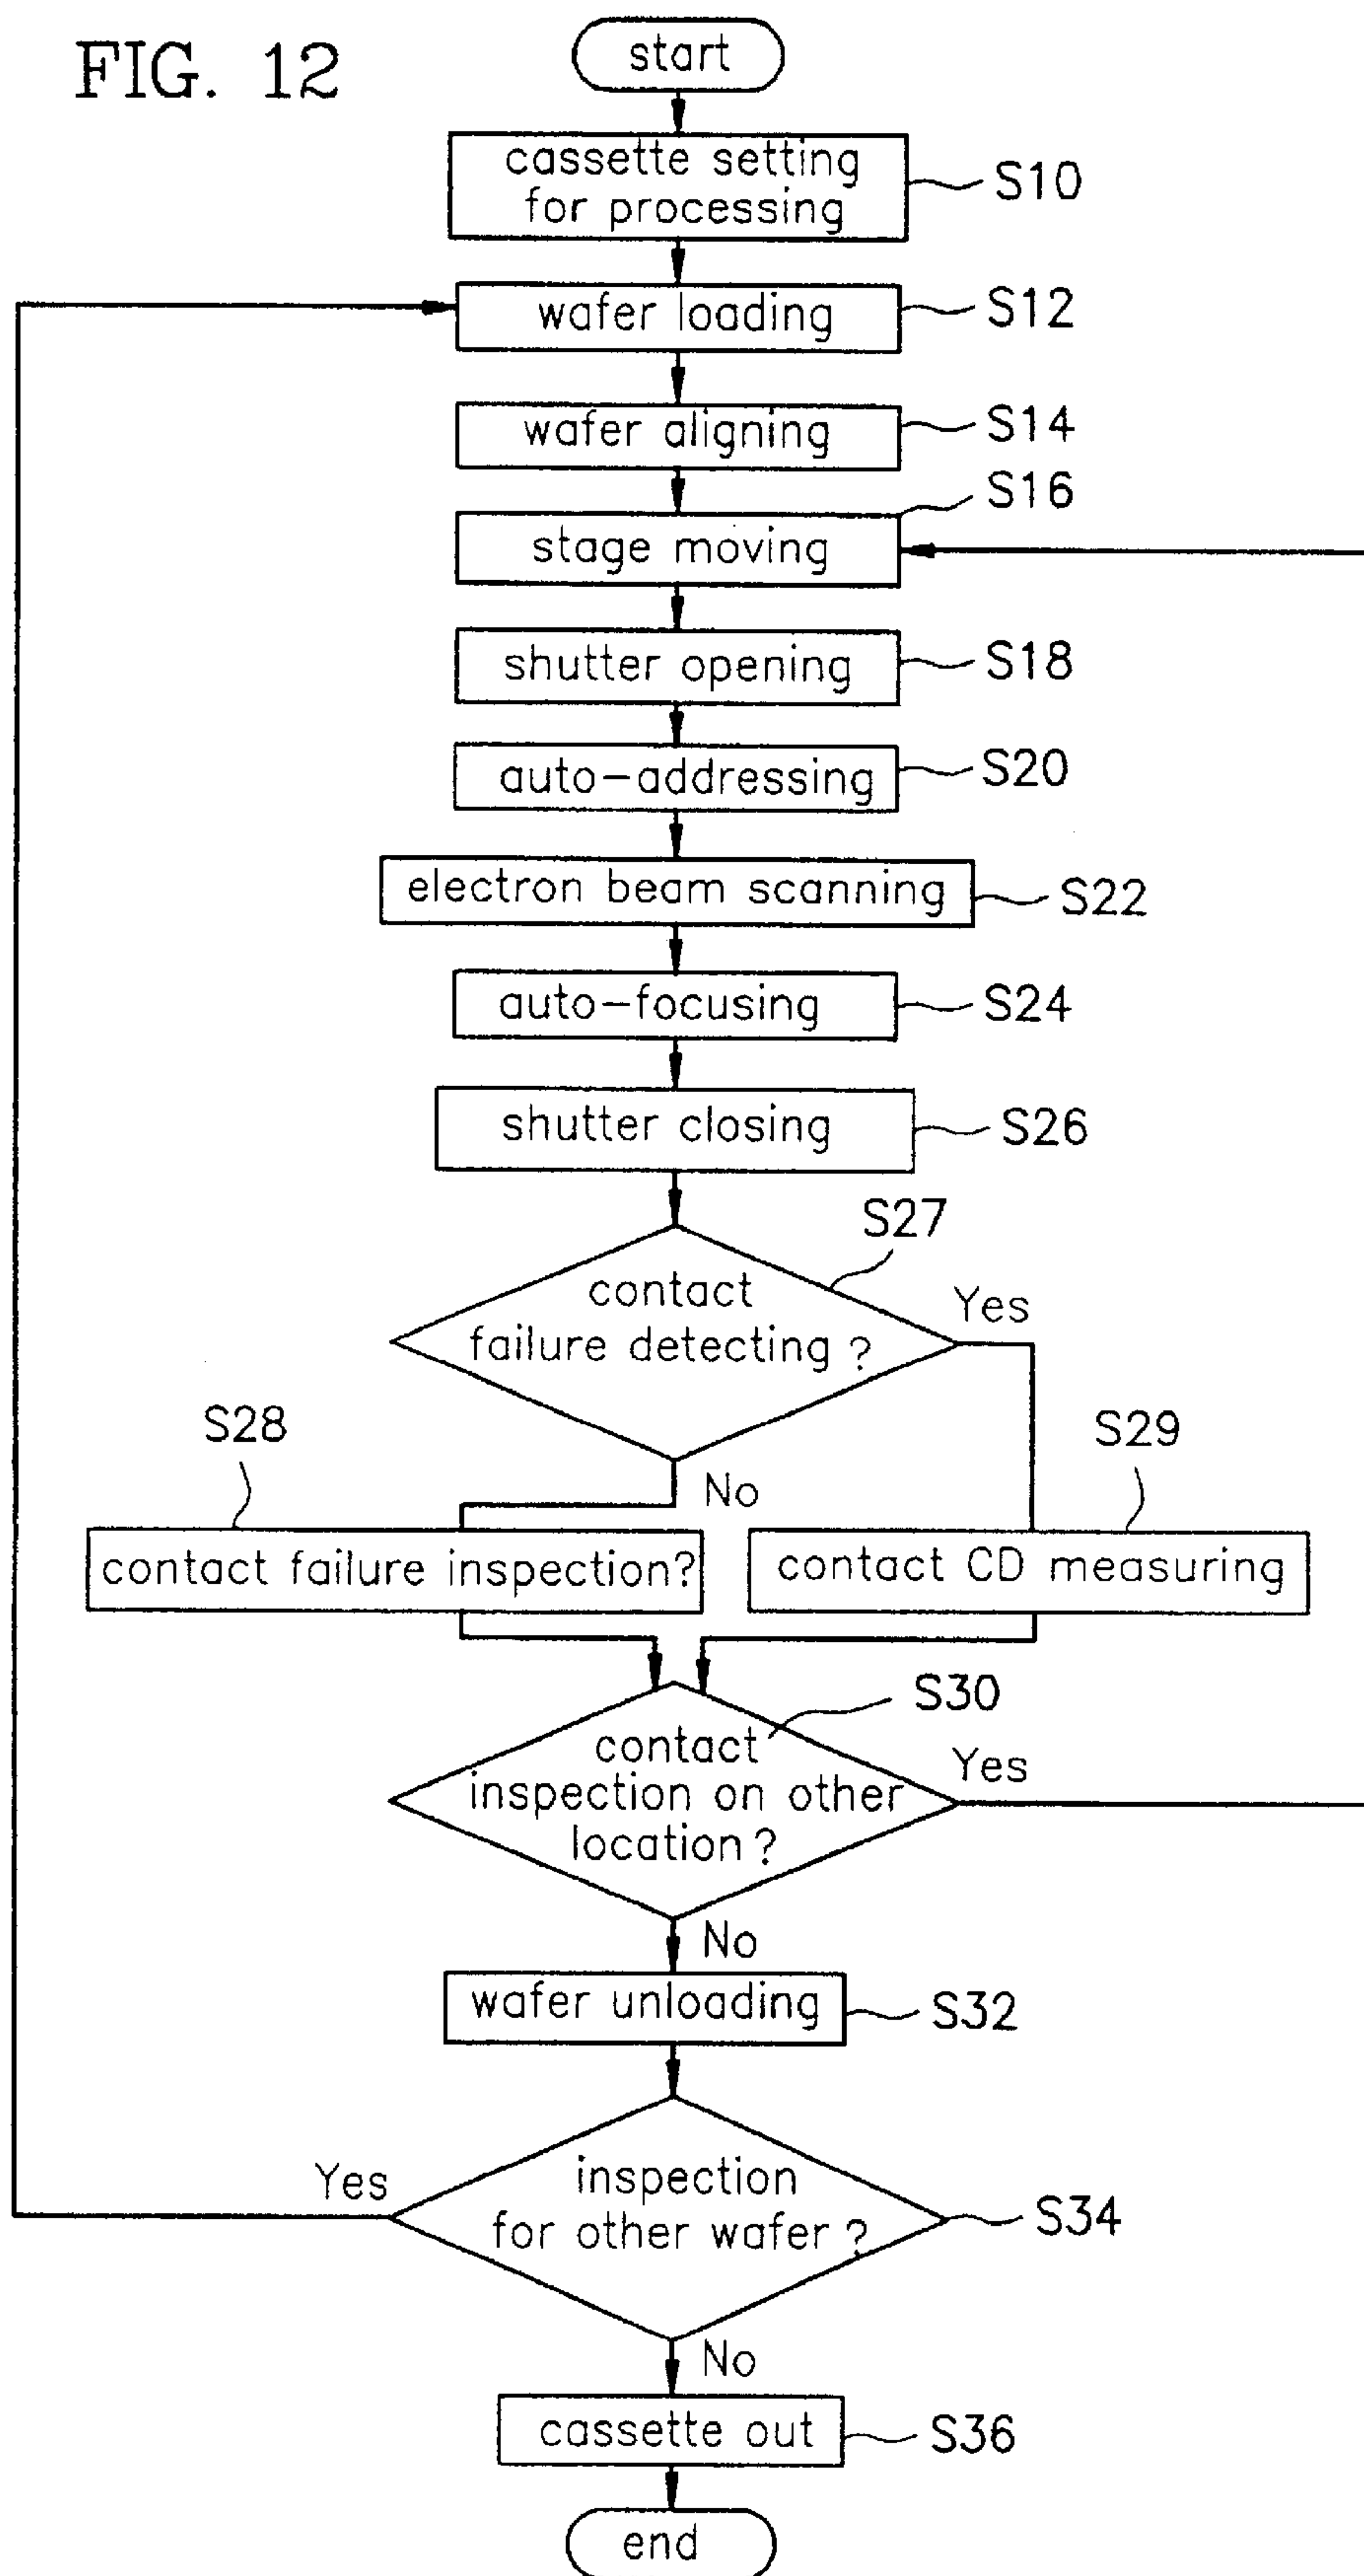 FIG. 12
start
cassette setting
for processing
S10
wafer loading
S12
wafer aligning
S14
S16
stage moving
shutter opening
S18
auto-addressing
S20
electron beam scanning
S22
auto-focusing
S24
shutter closing
S26
S27
contact
failure detecting ?
Yes
No
S28
contact failure inspection?
S29
contact CD measuring
S30
contact
inspection on other
location ?
Yes
No
wafer unloading
S32
Yes
inspection
for other wafer ?
S34
No
cassette out
S36
end